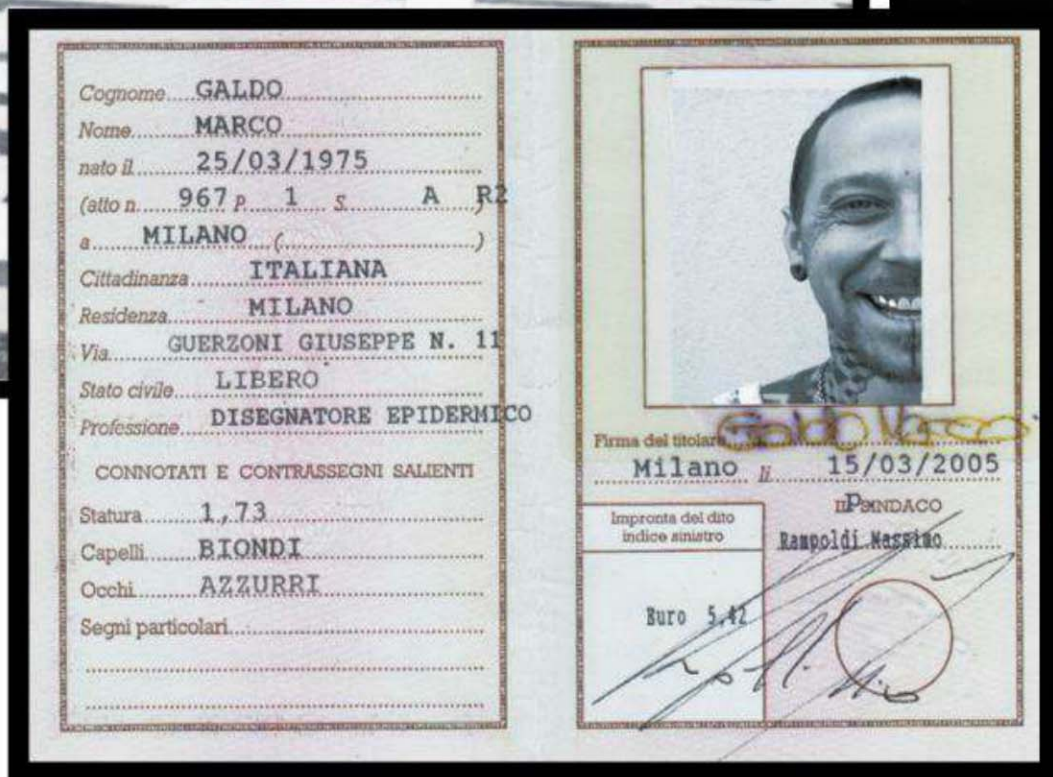 Cognome GALDO
Nome MARCO
nato il 25/03/1975
(atto n. 967 P. 1 S. A R2 )
a MILANO ( )
Cittadinanza ITALIANA
Residenza MILANO
Via GUERZONI GIUSEPPE N. 11
Stato civile LIBERO
Professione DISEGNATORE EPIDERMICO
CONNOTATI E CONTRASSEGNI SALIENTI
Statura 1,73
Capelli BIONDI
Occhi AZZURRI
Segni particolari
Firma del titolare
Milano li 15/03/2005
Impronta del dito
indice sinistro
IL SINDACO
Rampoldi Massimo
Euro 5,42